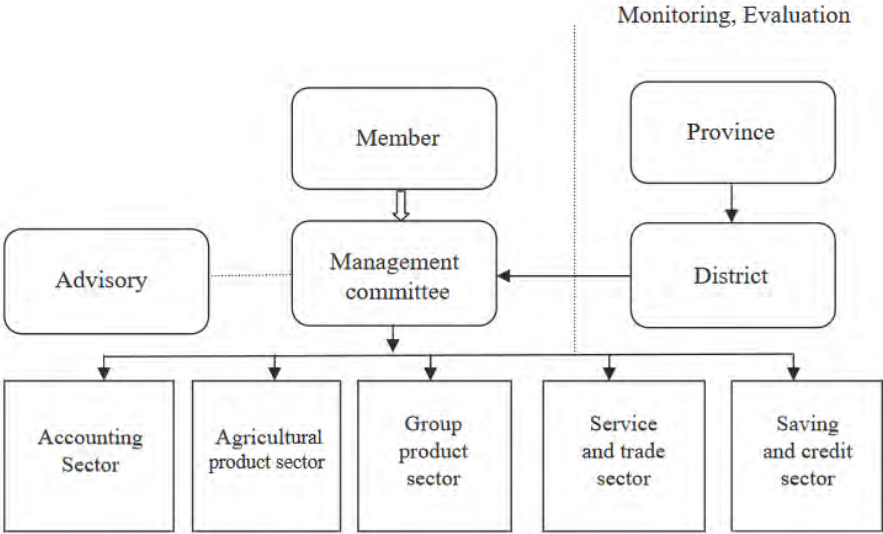 Monitoring, Evaluation
Member
Province
Advisory
Management
committee
District
Accounting
Sector
Agricultural
product sector
Group
product
sector
Service
and trade
sector
Saving
and credit
sector